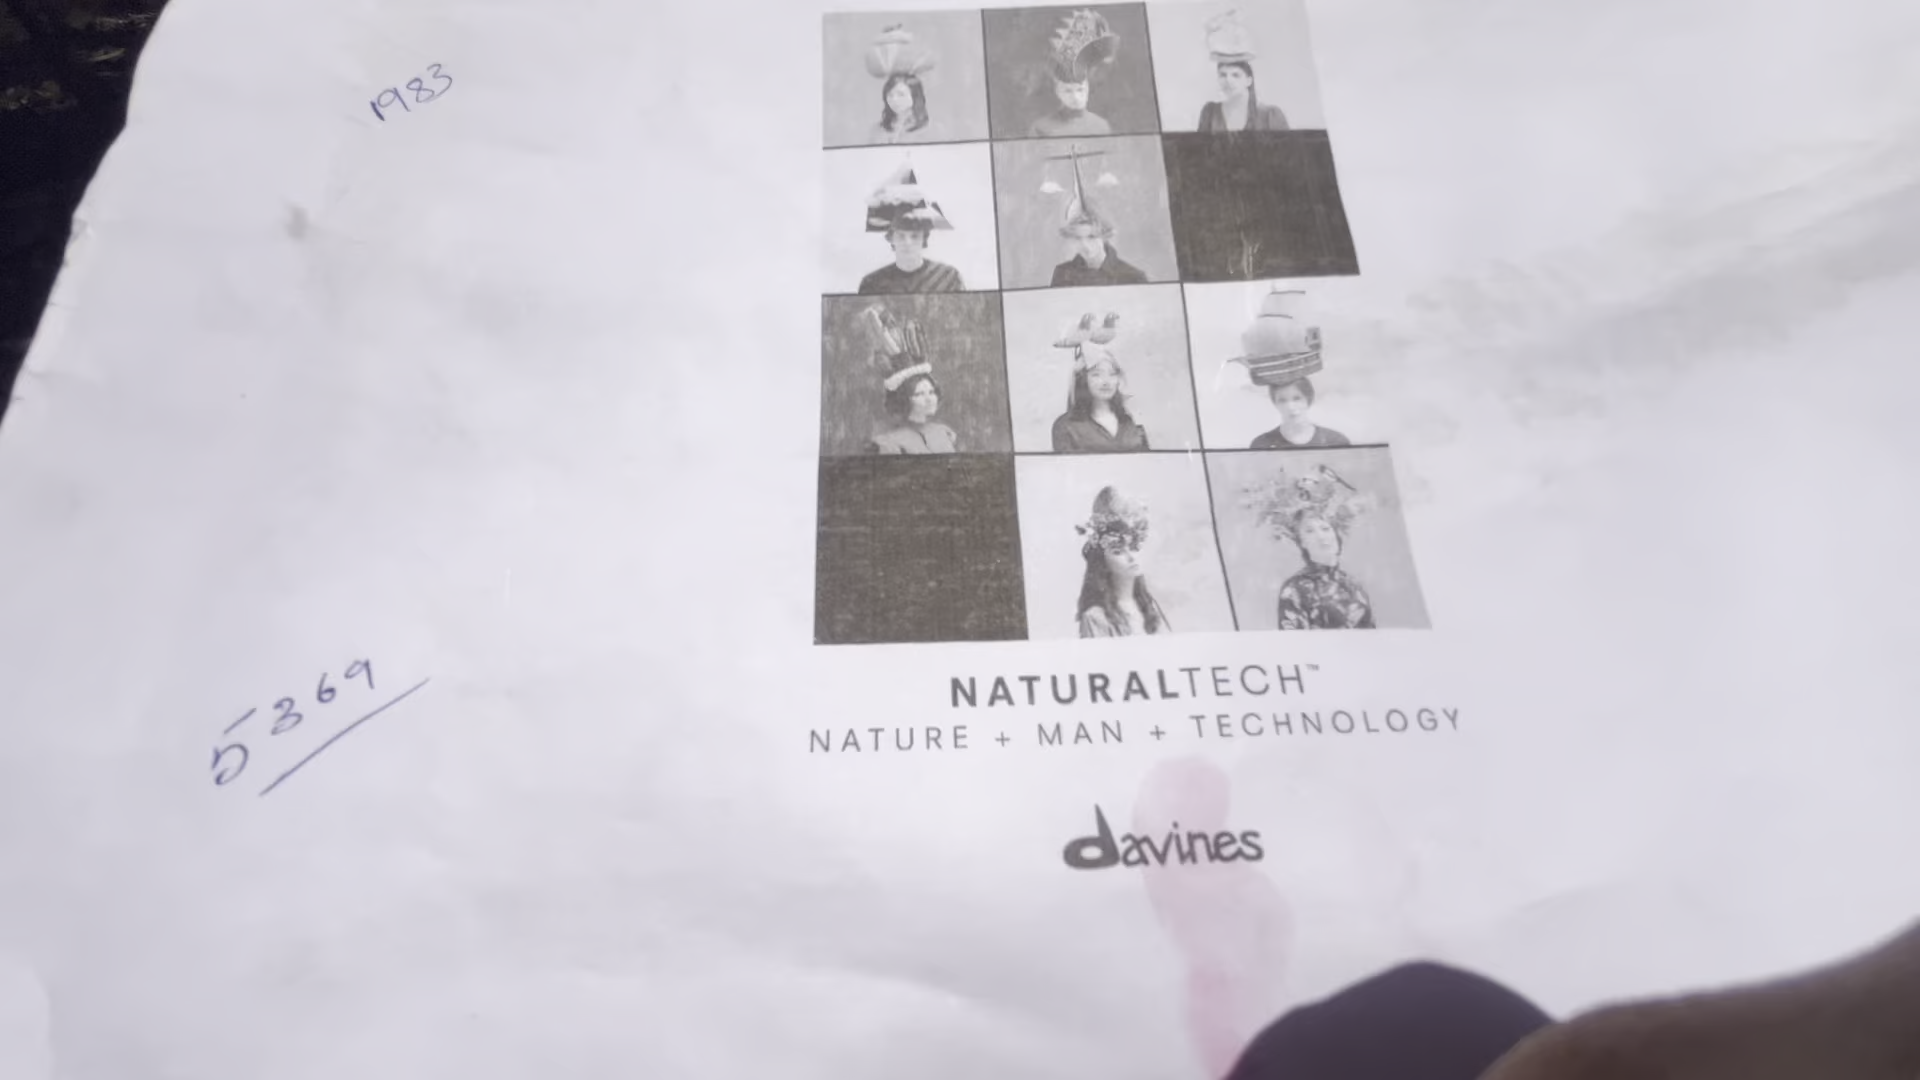 1983
5369
NATURALTECH™
NATURE + MAN + TECHNOLOGY
davines